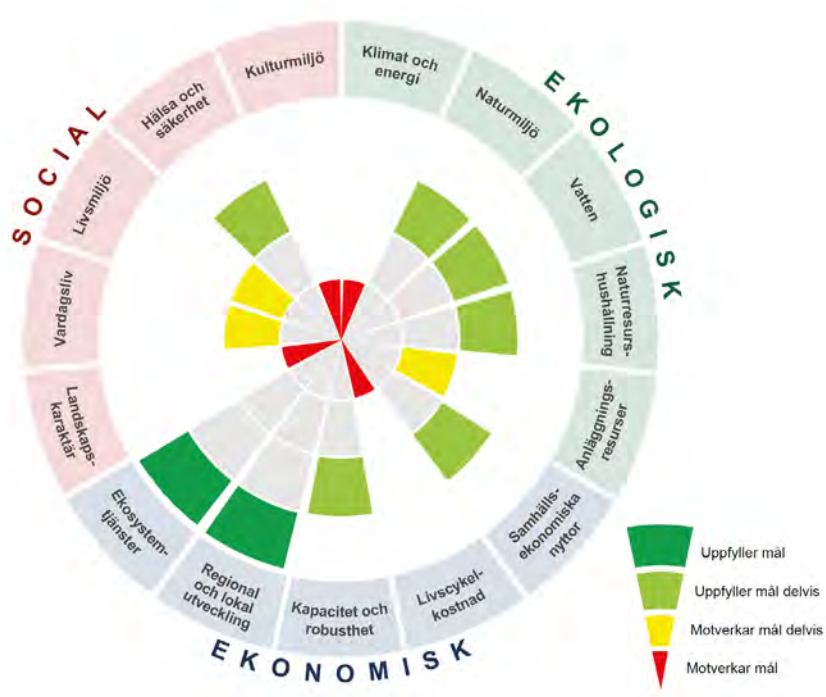 SOCIAL
EKOLOGISK
EKONOMISK
Klimat och
energi
Naturmiljö
Vatten
Naturresurs-
hushållning
Anläggnings-
resurser
Samhälls-
ekonomiska
nyttor
Livscykel-
kostnad
Kapacitet och
robusthet
Regional
och lokal
utveckling
Ekosystem-
tjänster
Landskaps-
karaktär
Vardagsliv
Livsmiljö
Hälsa och
säkerhet
Kulturmiljö
Uppfyller mål
Uppfyller mål delvis
Motverkar mål delvis
Motverkar mål